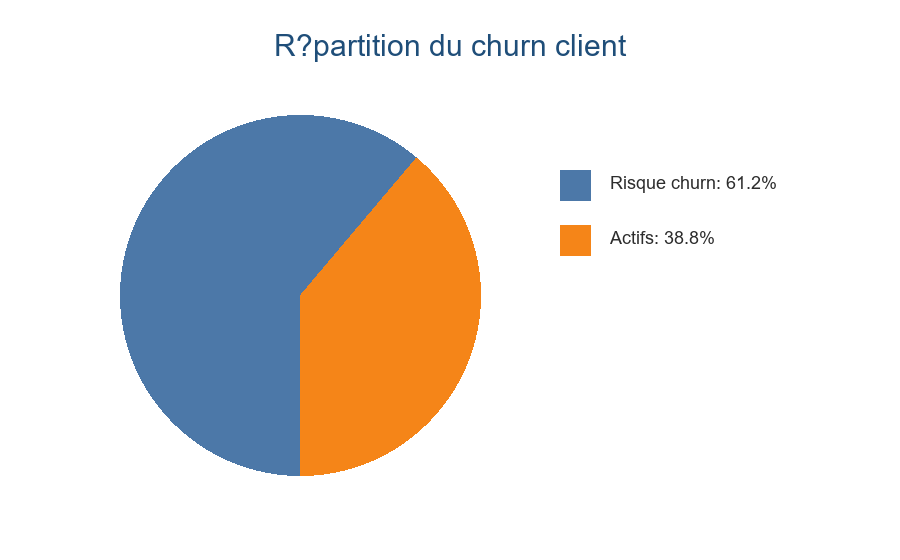 R?partition du churn client
Risque churn: 61.2%
Actifs: 38.8%